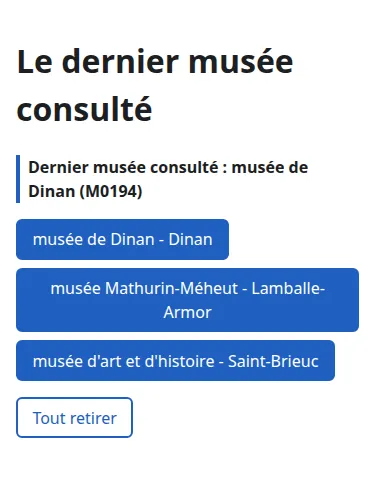 Le dernier musée
consulté
Dernier musée consulté : musée de
Dinan (M0194)
musée de Dinan - Dinan
musée Mathurin-Méheut - Lamballe-
Armor
musée d'art et d'histoire - Saint-Brieuc
Tout retirer